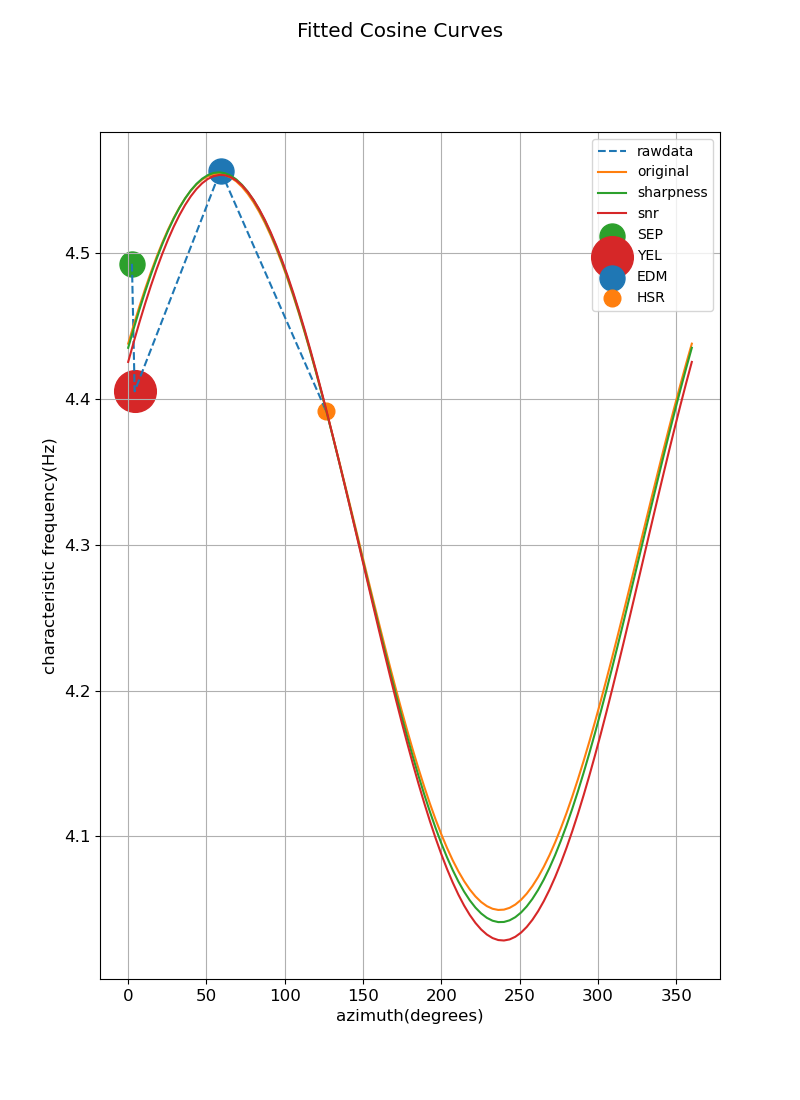 Fitted Cosine Curves
rawdata
original
sharpness
snr
SEP
YEL
EDM
HSR
4.5
4.4
4.3
4.2
4.1
characteristic frequency(Hz)
0 50 100 150 200 250 300 350
azimuth(degrees)